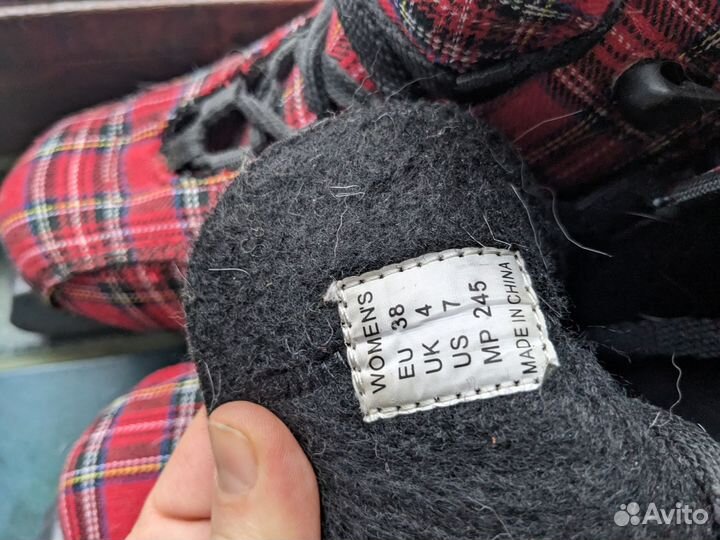 WOMEN'S
EU 38
UK 4
US 7
MP 245
MADE IN CHINA
Avito